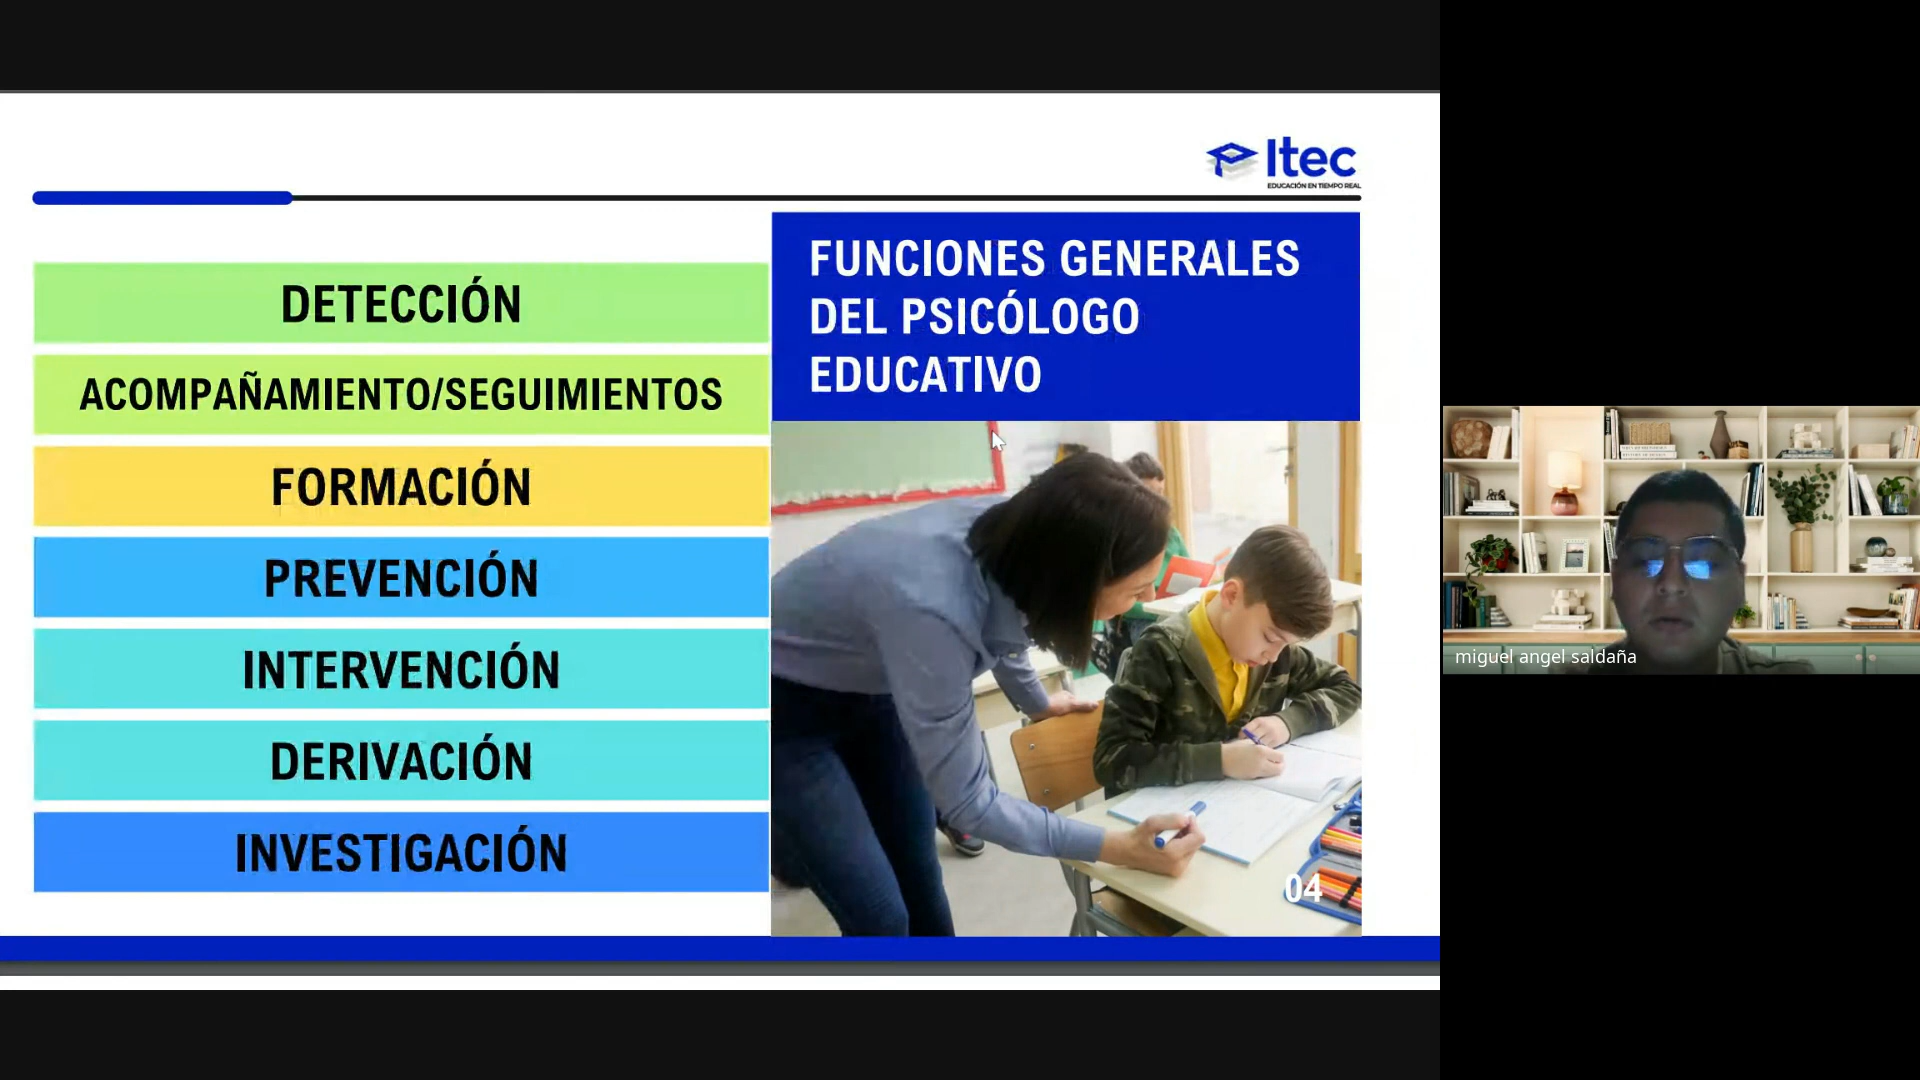 Itec
EDUCACIÓN EN TIEMPO REAL
FUNCIONES GENERALES
DEL PSICÓLOGO
EDUCATIVO
DETECCIÓN
ACOMPAÑAMIENTO/SEGUIMIENTOS
FORMACIÓN
PREVENCIÓN
INTERVENCIÓN
DERIVACIÓN
INVESTIGACIÓN
04
miguel angel saldaña